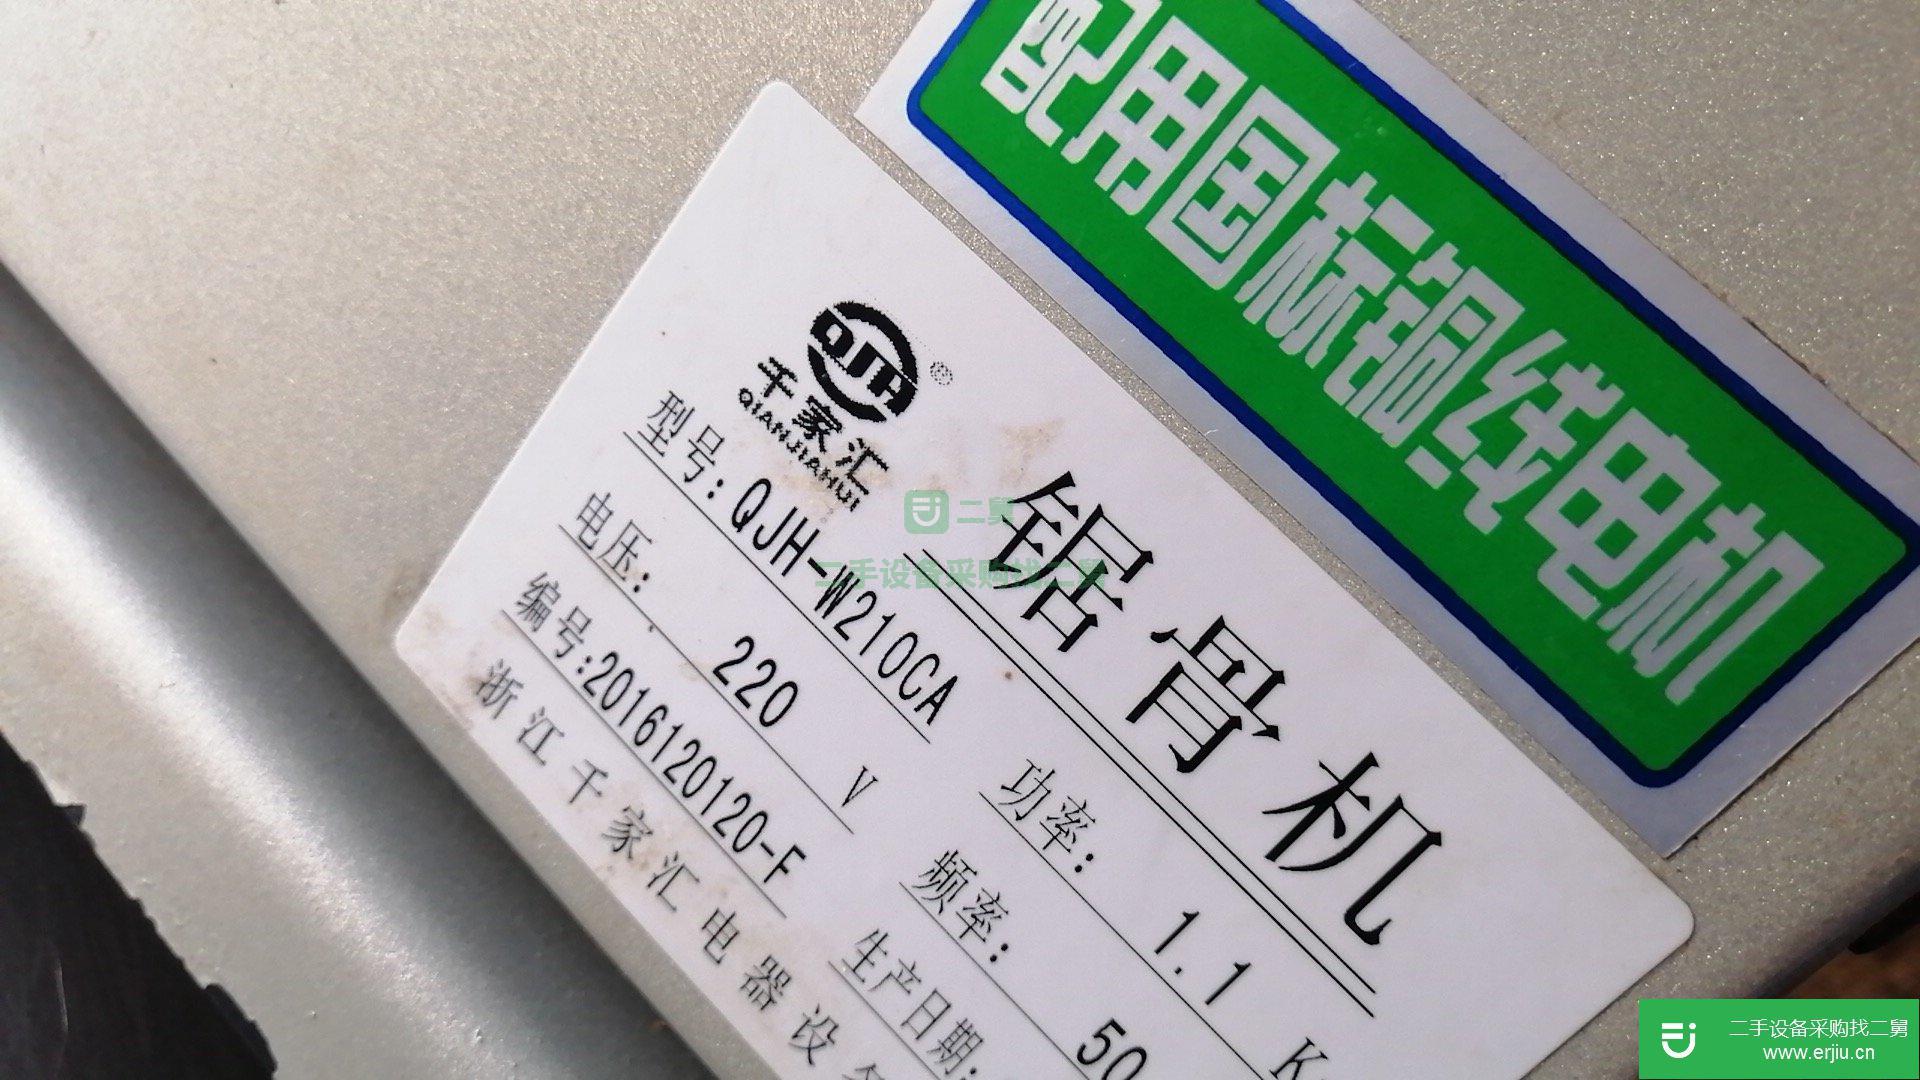 配用国标铜线电机
QJH
®
千家汇
QIANJIAHUI
锯骨机
型号: QJH-W210CA
功率: 1.1 K
电压: 220 V
频率: 50
编号:2016120120-F
生产日期:
浙江千家汇电器设
二舅
二手设备采购找二舅
二手设备采购找二舅
www.erjiu.cn